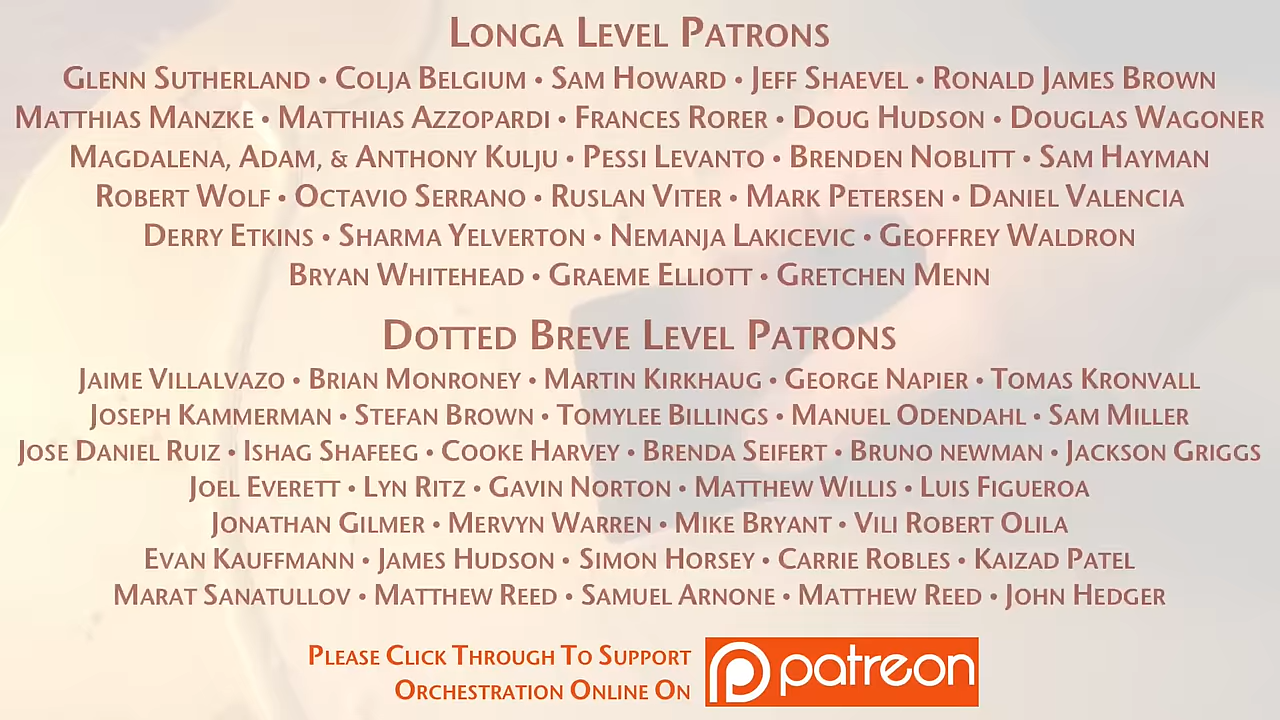 Longa Level Patrons
Glenn Sutherland • Colja Belgium • Sam Howard • Jeff Shaevel • Ronald James Brown
Matthias Manzke • Matthias Azzopardi • Frances Rorer • Doug Hudson • Douglas Wagoner
Magdalena, Adam, & Anthony Kulju • Pessi Levanto • Brenden Noblitt • Sam Hayman
Robert Wolf • Octavio Serrano • Ruslan Viter • Mark Petersen • Daniel Valencia
Derry Etkins • Sharma Yelverton • Nemanja Lakicevic • Geoffrey Waldron
Bryan Whitehead • Graeme Elliott • Gretchen Menn
Dotted Breve Level Patrons
Jaime Villalvazo • Brian Monroney • Martin Kirkhaug • George Napier • Tomas Kronvall
Joseph Kammerman • Stefan Brown • Tomylee Billings • Manuel Odendahl • Sam Miller
Jose Daniel Ruiz • Ishag Shafeeg • Cooke Harvey • Brenda Seifert • Bruno newman • Jackson Griggs
Joel Everett • Lyn Ritz • Gavin Norton • Matthew Willis • Luis Figueroa
Jonathan Gilmer • Mervyn Warren • Mike Bryant • Vili Robert Olila
Evan Kauffmann • James Hudson • Simon Horsey • Carrie Robles • Kaizad Patel
Marat Sanatullov • Matthew Reed • Samuel Arnone • Matthew Reed • John Hedger
Please Click Through To Support
Orchestration Online On
patreon